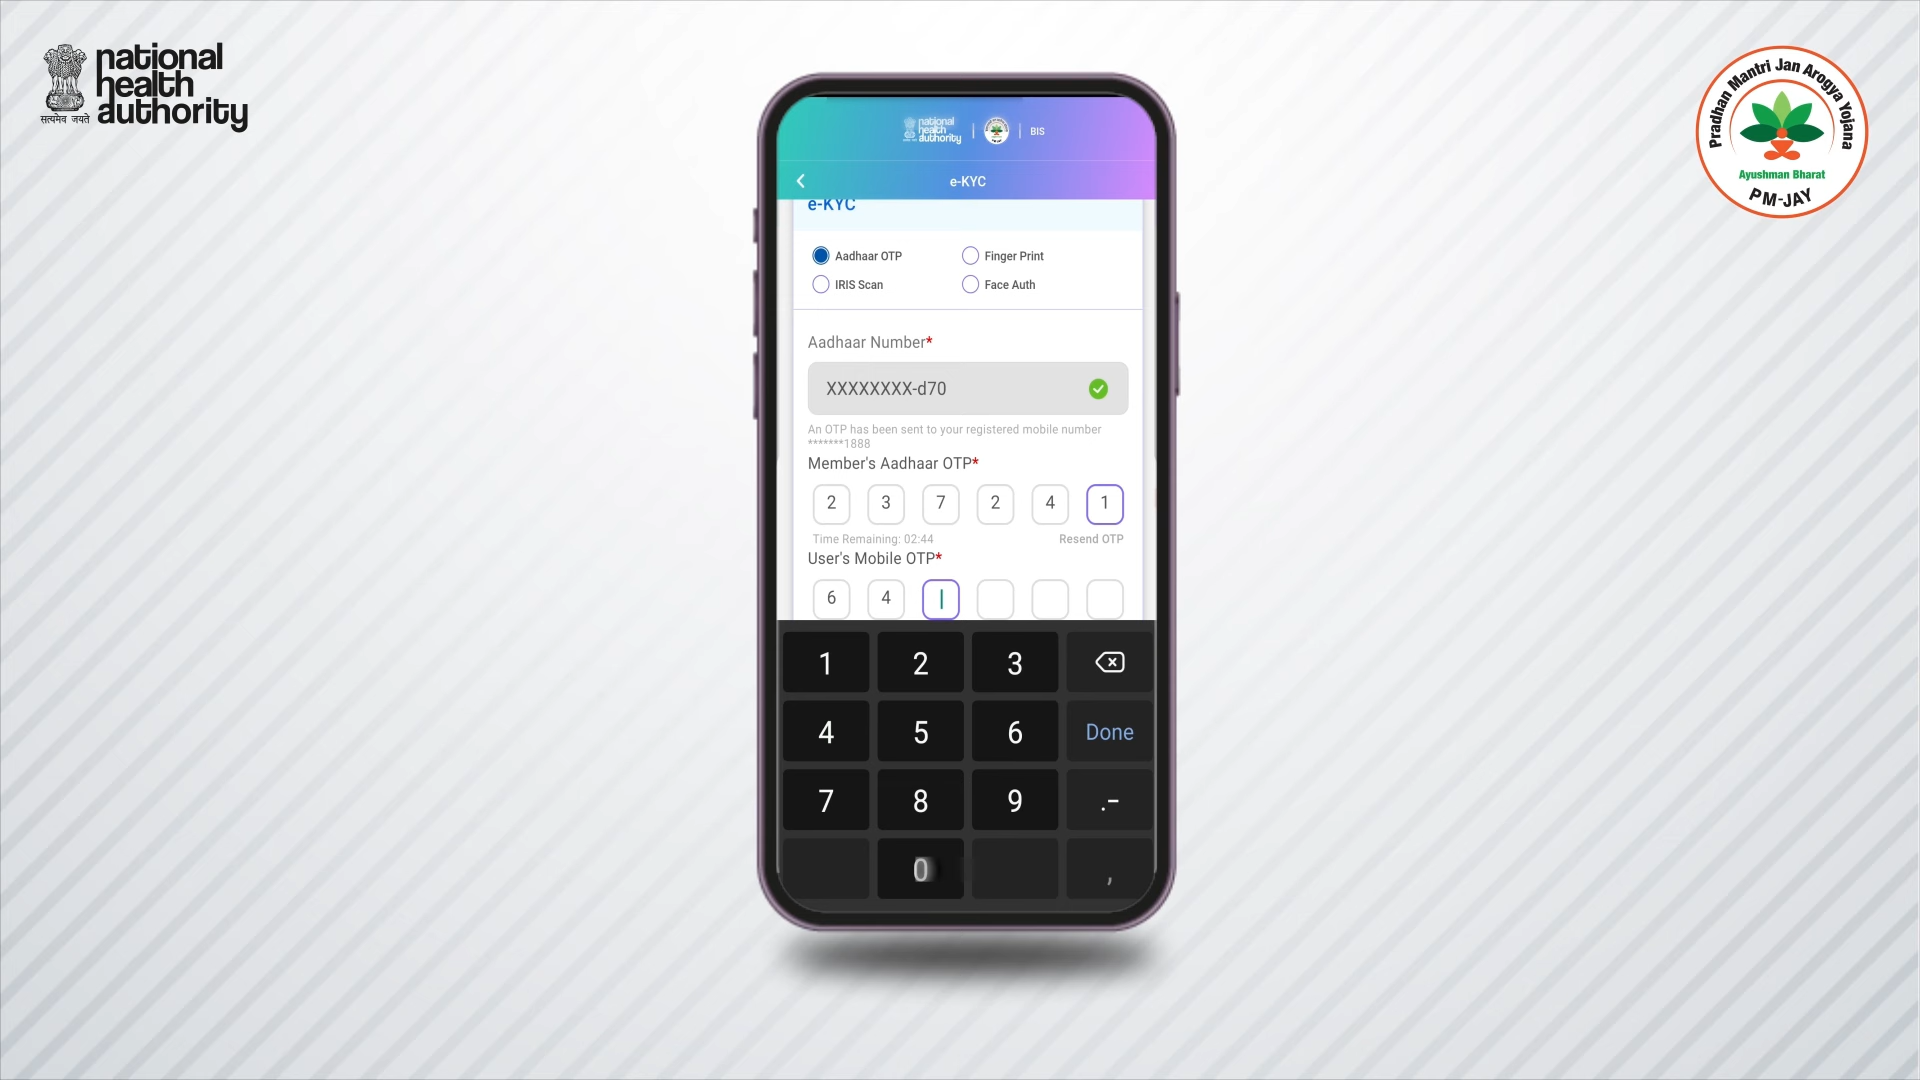 national
health
authority
सत्यमेव जयते
Pradhan Mantri Jan Arogya Yojana
Ayushman Bharat
PM-JAY
national
health
authority
BIS
e-KYC
e-KYC
Aadhaar OTP
Finger Print
IRIS Scan
Face Auth
Aadhaar Number*
XXXXXXXX-d70
An OTP has been sent to your registered mobile number
*******1888
Member's Aadhaar OTP*
2 3 7 2 4 1
Time Remaining: 02:44
Resend OTP
User's Mobile OTP*
6 4
1 2 3
4 5 6 Done
7 8 9 .-
0 ,